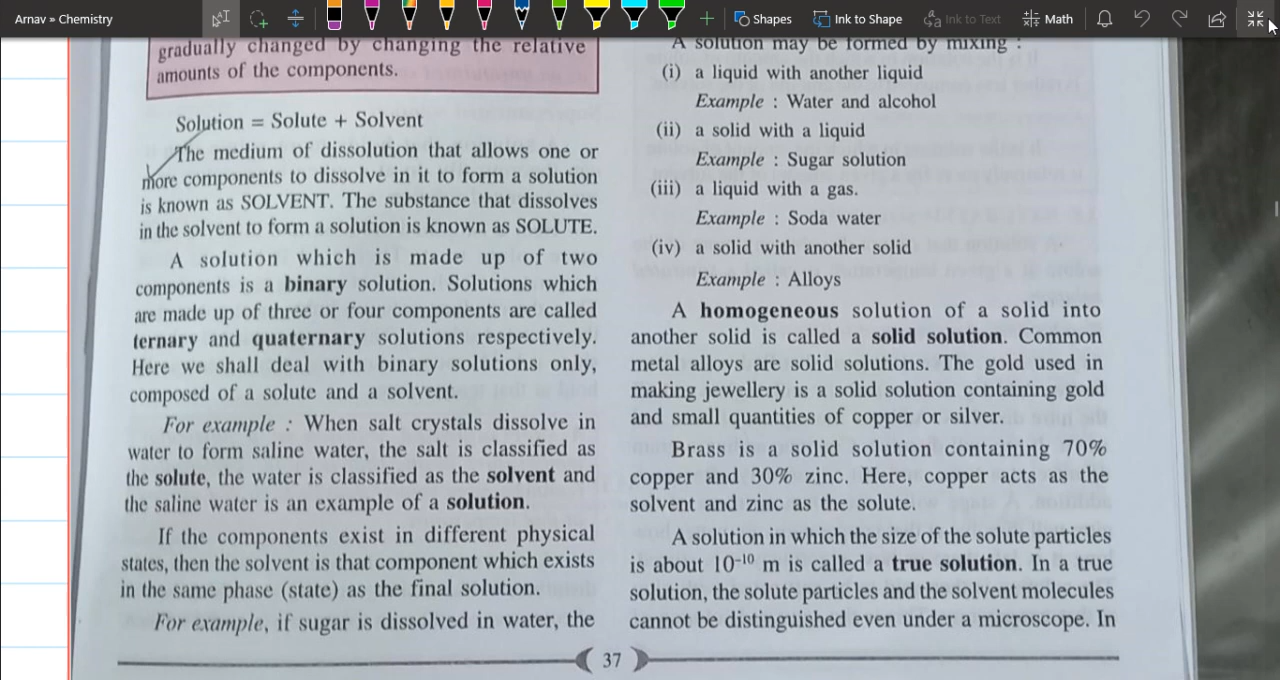 Arnav » Chemistry
Shapes
Ink to Shape
Ink to Text
Math
gradually changed by changing the relative
amounts of the components.
Solution = Solute + Solvent
The medium of dissolution that allows one or
more components to dissolve in it to form a solution
is known as SOLVENT. The substance that dissolves
in the solvent to form a solution is known as SOLUTE.
A solution which is made up of two
components is a binary solution. Solutions which
are made up of three or four components are called
ternary and quaternary solutions respectively.
Here we shall deal with binary solutions only,
composed of a solute and a solvent.
For example : When salt crystals dissolve in
water to form saline water, the salt is classified as
the solute, the water is classified as the solvent and
the saline water is an example of a solution.
If the components exist in different physical
states, then the solvent is that component which exists
in the same phase (state) as the final solution.
For example, if sugar is dissolved in water, the
A solution may be formed by mixing :
(i) a liquid with another liquid
Example : Water and alcohol
(ii) a solid with a liquid
Example : Sugar solution
(iii) a liquid with a gas.
Example : Soda water
(iv) a solid with another solid
Example : Alloys
A homogeneous solution of a solid into
another solid is called a solid solution. Common
metal alloys are solid solutions. The gold used in
making jewellery is a solid solution containing gold
and small quantities of copper or silver.
Brass is a solid solution containing 70%
copper and 30% zinc. Here, copper acts as the
solvent and zinc as the solute.
A solution in which the size of the solute particles
is about 10⁻¹⁰ m is called a true solution. In a true
solution, the solute particles and the solvent molecules
cannot be distinguished even under a microscope. In
37